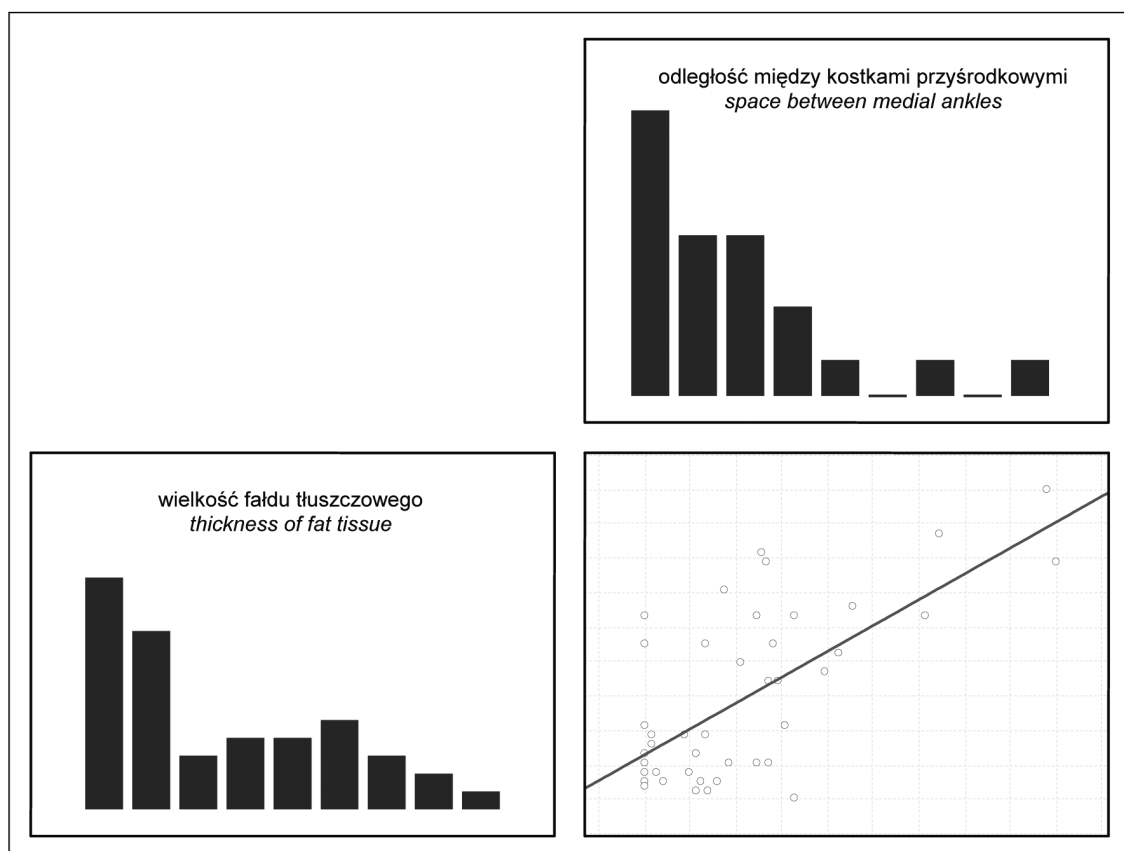 odległość między kostkami przyśrodkowymi
space between medial ankles
wielkość fałdu tłuszczowego
thickness of fat tissue